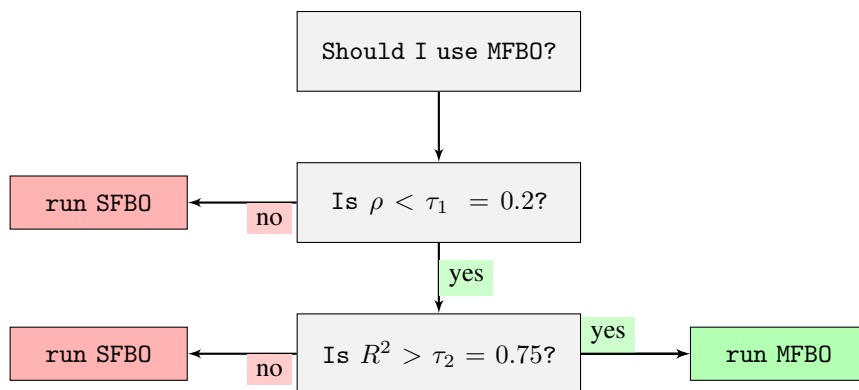 Should I use MFBO?
run SFBO
Is ρ < τ₁ = 0.2?
no
yes
run SFBO
Is R² > τ₂ = 0.75?
yes
run MFBO
no